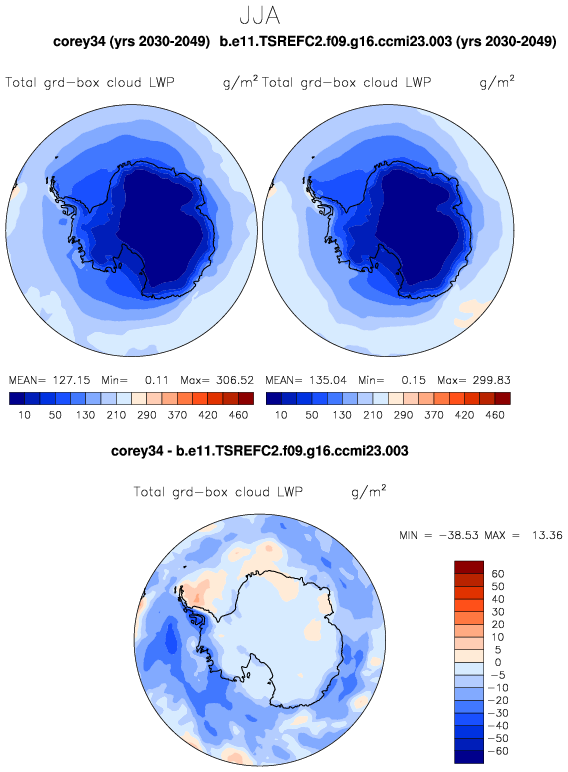 JJA
corey34 (yrs 2030-2049) b.e11.TSREFC2.f09.g16.ccmi23.003 (yrs 2030-2049)
Total grd-box cloud LWP g/m² Total grd-box cloud LWP g/m²
MEAN= 127.15 Min= 0.11 Max= 306.52 MEAN= 135.04 Min= 0.15 Max= 299.83
10 50 130 210 290 370 420 460 10 50 130 210 290 370 420 460
corey34 - b.e11.TSREFC2.f09.g16.ccmi23.003
Total grd-box cloud LWP g/m²
MIN = -38.53 MAX = 13.36
60
50
40
30
20
10
5
0
-5
-10
-20
-30
-40
-50
-60